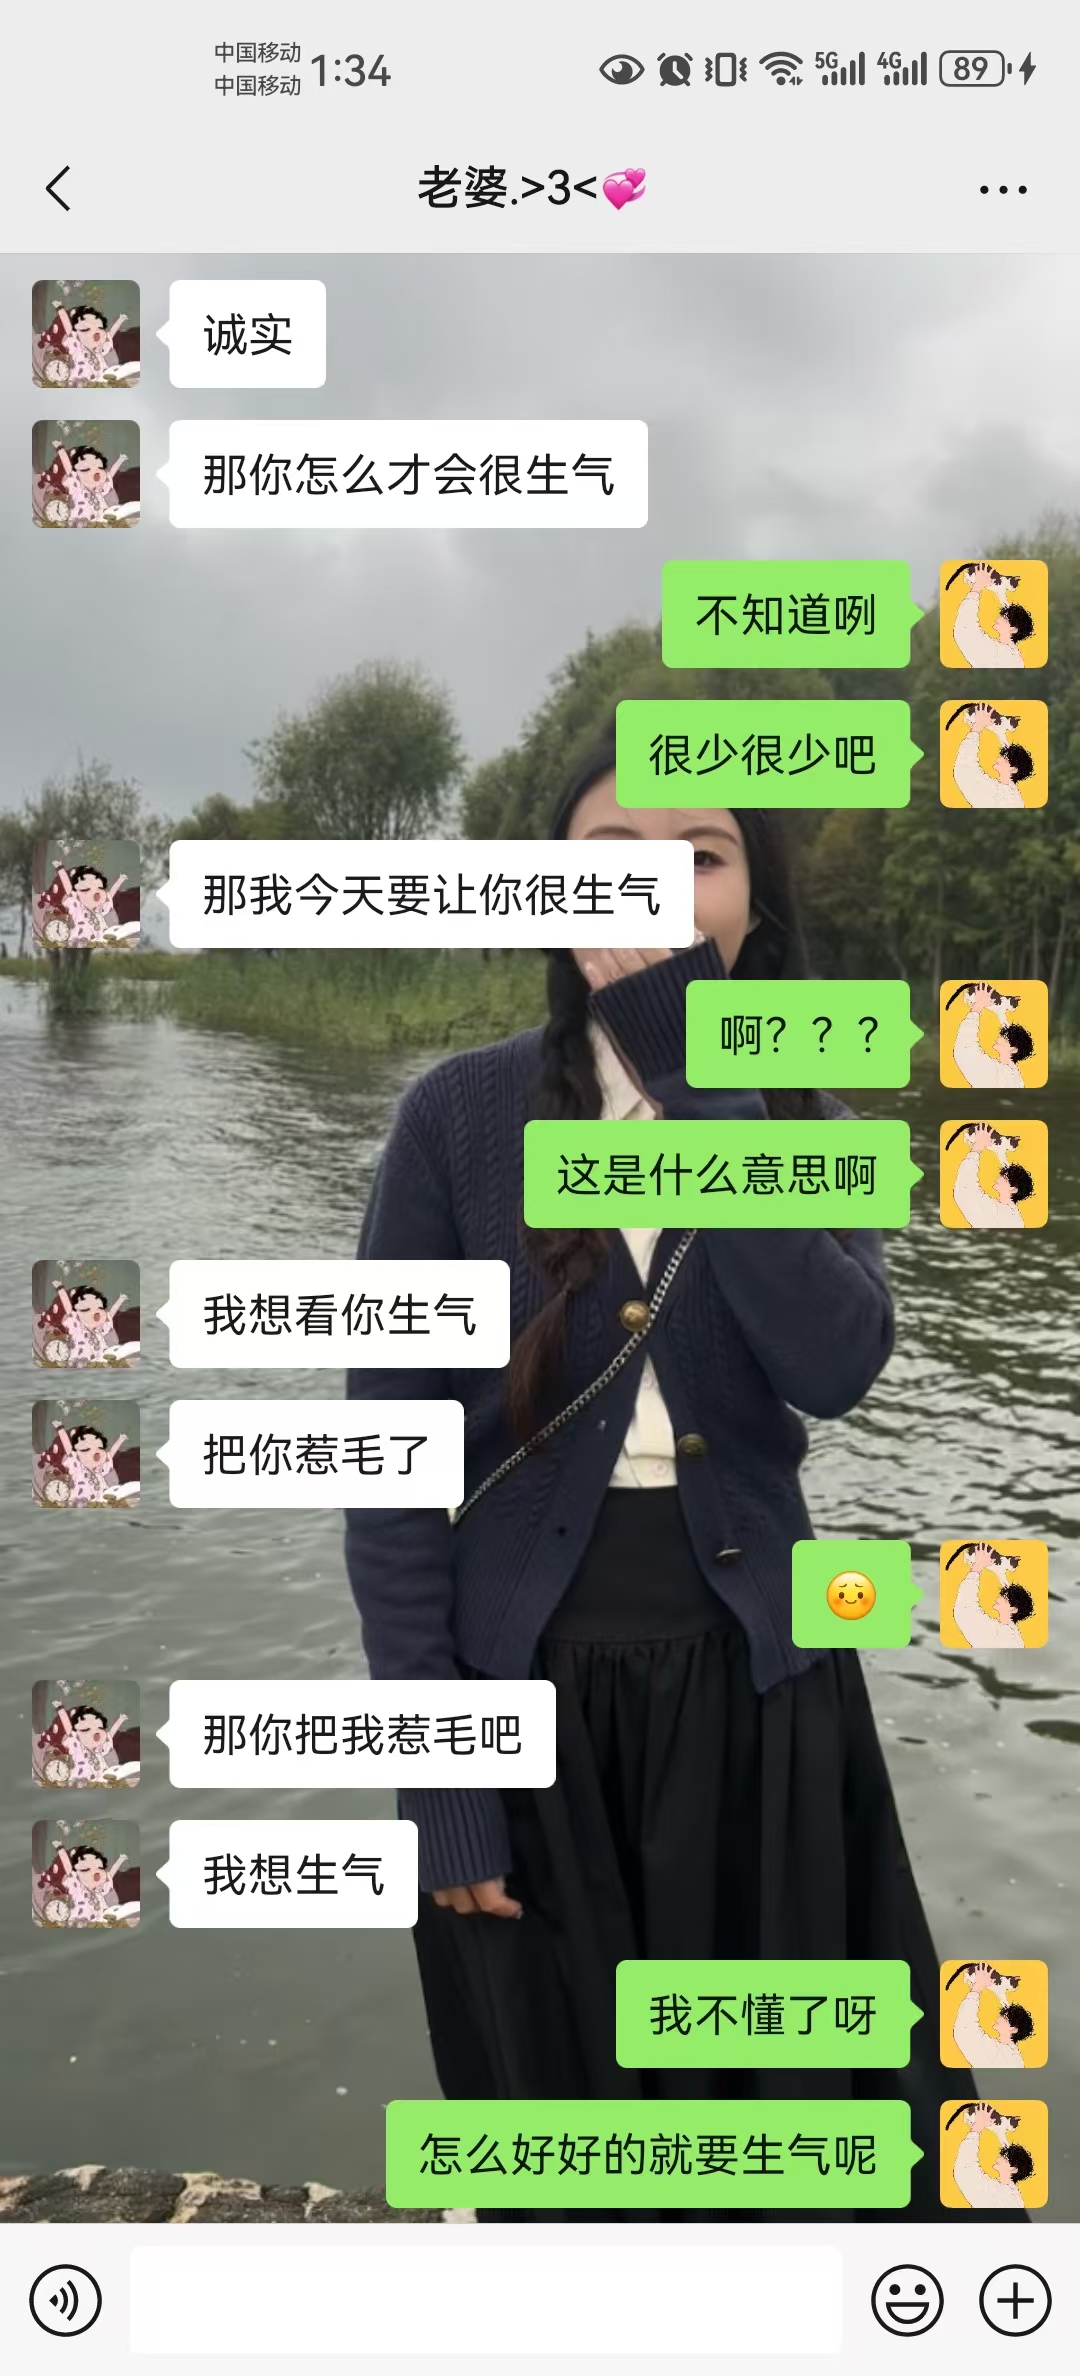 中国移动
中国移动
1:34
5G
4G
89
老婆.>3<💞
诚实
那你怎么才会很生气
不知道咧
很少很少吧
那我今天要让你很生气
啊？？？
这是什么意思啊
我想看你生气
把你惹毛了
那你把我惹毛吧
我想生气
我不懂了呀
怎么好好的就要生气呢